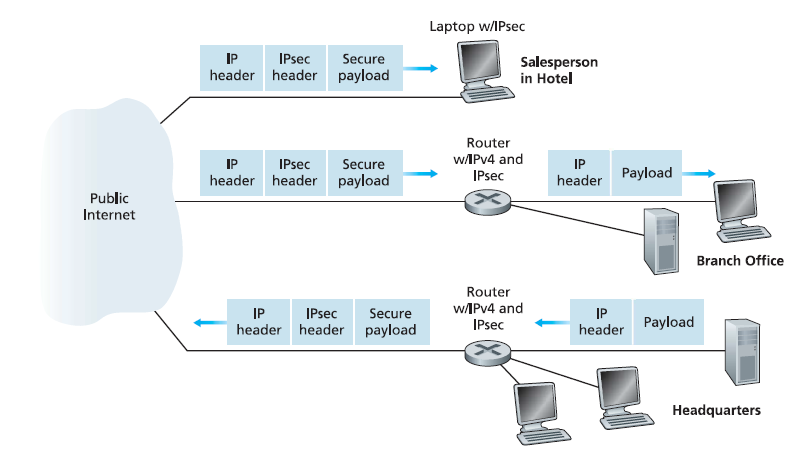 Laptop w/IPsec
IP
header
IPsec
header
Secure
payload
Salesperson
in Hotel
Router
w/IPv4 and
IPsec
IP
header
IPsec
header
Secure
payload
IP
header
Payload
Public
Internet
Branch Office
Router
w/IPv4 and
IPsec
IP
header
IPsec
header
Secure
payload
IP
header
Payload
Headquarters